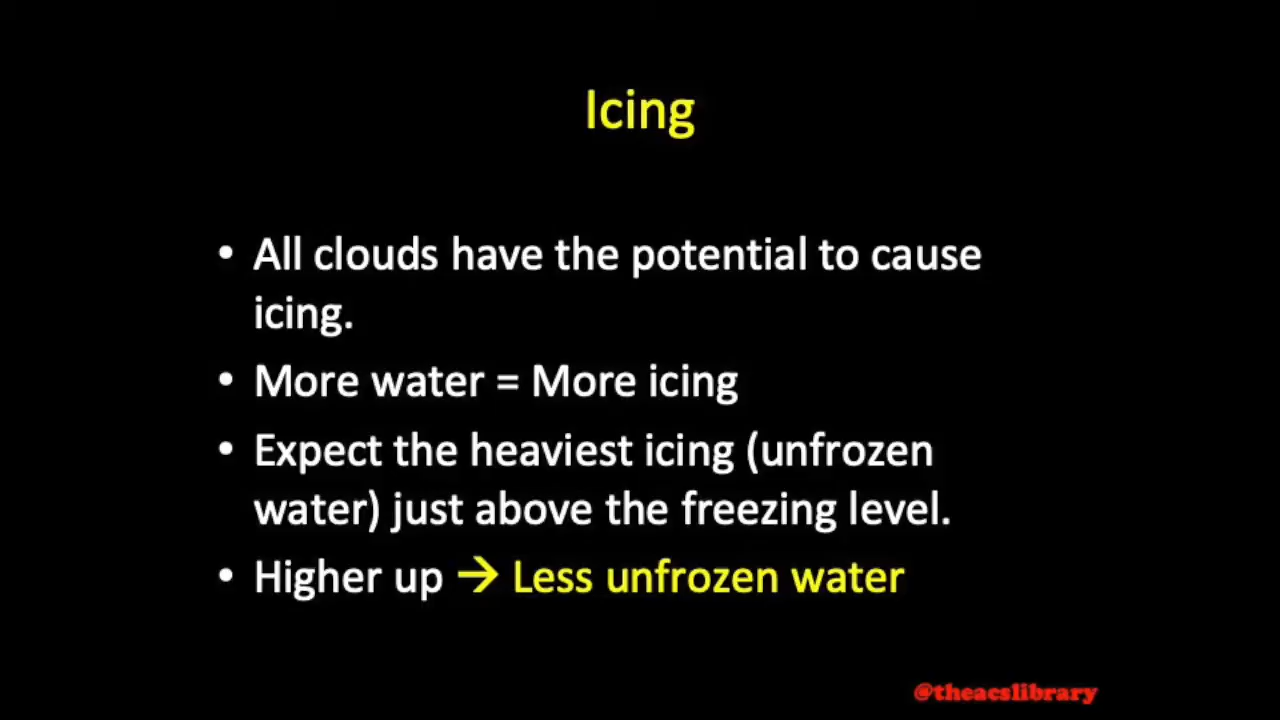 Icing
• All clouds have the potential to cause
icing.
• More water = More icing
• Expect the heaviest icing (unfrozen
water) just above the freezing level.
• Higher up → Less unfrozen water
@theacslibrary